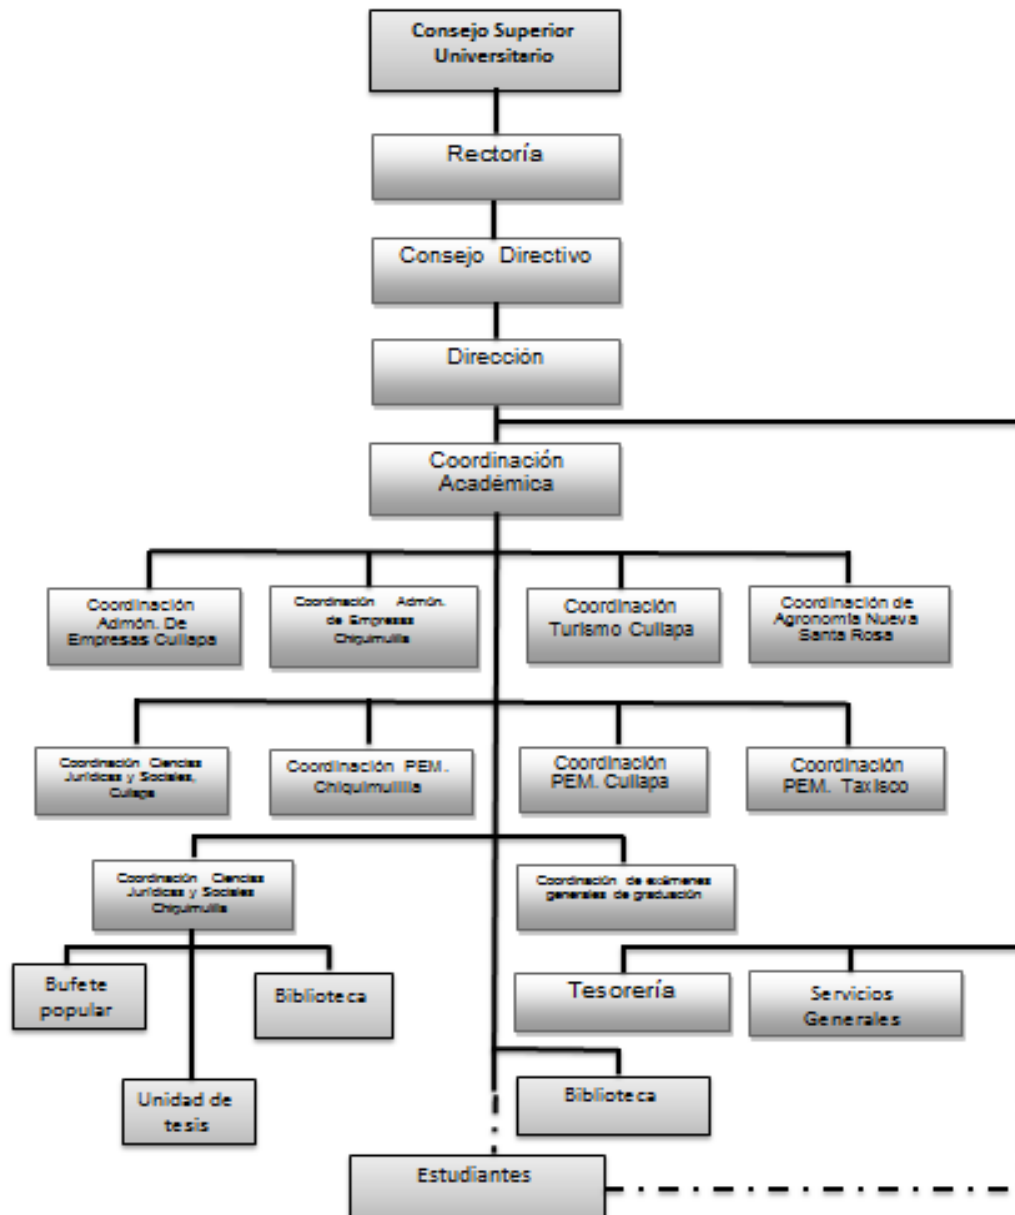 Consejo Superior
Universitario
Rectoría
Consejo Directivo
Dirección
Coordinación
Académica
Coordinación
Admón. De
Empresas Cuilapa
Coordinación Admón.
de Empresas
Chiquimulilla
Coordinación
Turismo Cuilapa
Coordinación de
Agronomía Nueva
Santa Rosa
Coordinación Ciencias
Jurídicas y Sociales,
Cuilapa
Coordinación PEM.
Chiquimulilla
Coordinación
PEM. Cuilapa
Coordinación
PEM. Taxisco
Coordinación Ciencias
Jurídicas y Sociales
Chiquimulilla
Coordinación de exámenes
generales de graduación
Bufete
popular
Biblioteca
Tesorería
Servicios
Generales
Unidad de
tesis
Biblioteca
Estudiantes